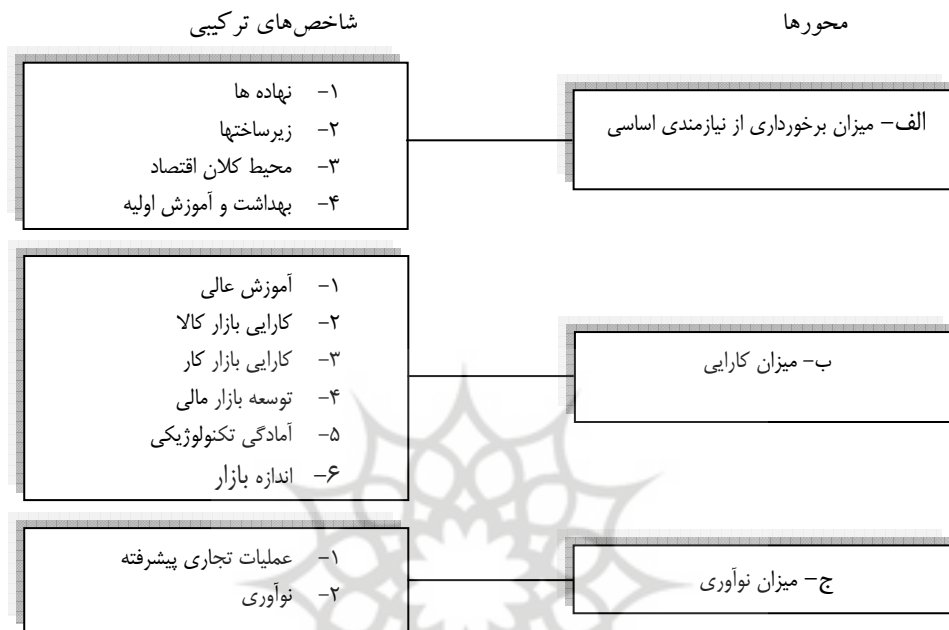 محورها
شاخص‌های ترکیبی
الف- میزان برخورداری از نیازمندی اساسی
۱- نهاده ها
۲- زیرساختها
۳- محیط کلان اقتصاد
۴- بهداشت و آموزش اولیه
ب- میزان کارایی
۱- آموزش عالی
۲- کارایی بازار کالا
۳- کارایی بازار کار
۴- توسعه بازار مالی
۵- آمادگی تکنولوژیکی
۶- اندازه بازار
ج- میزان نوآوری
۱- عملیات تجاری پیشرفته
۲- نوآوری